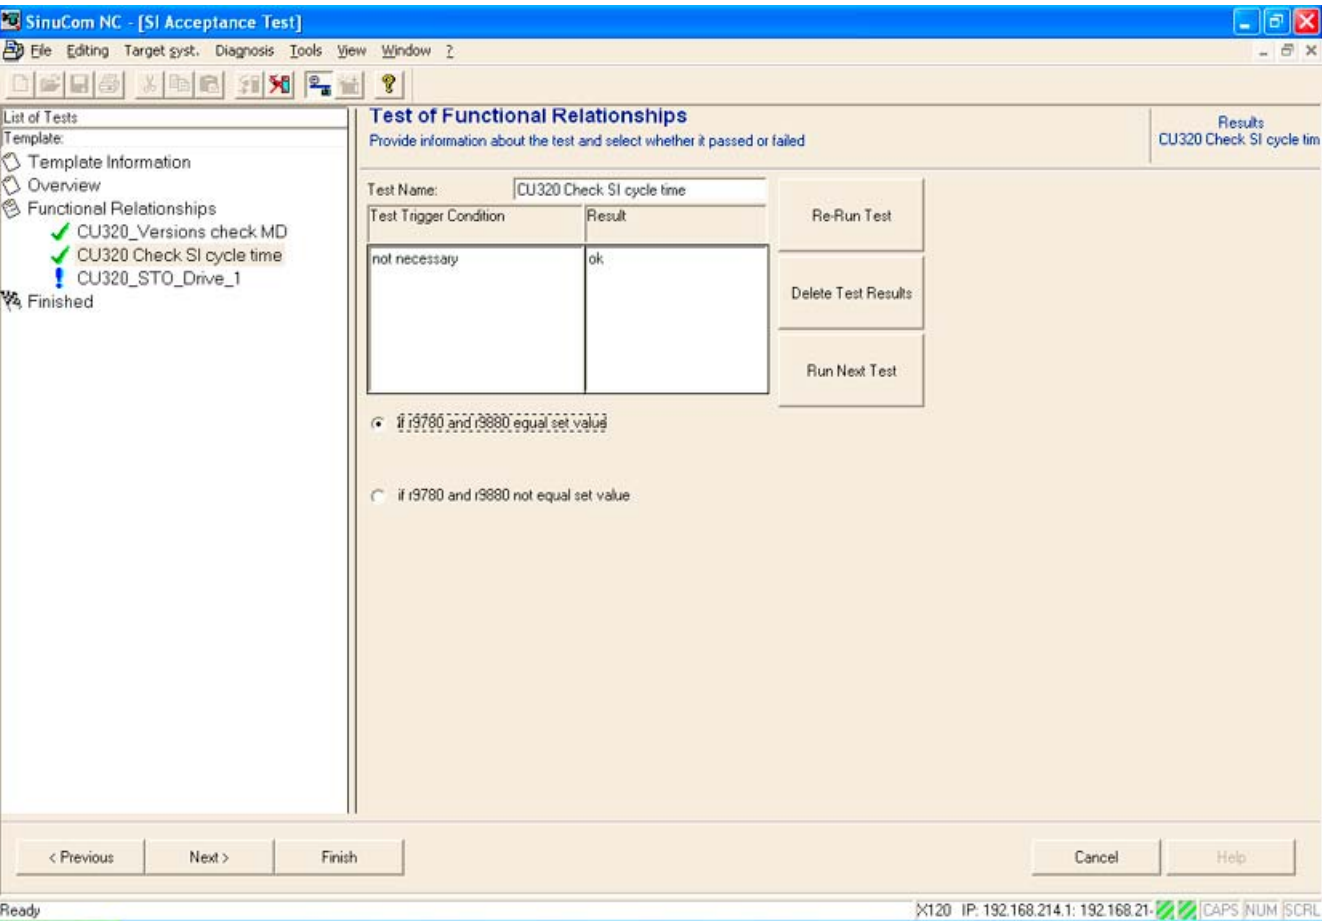 SinuCom NC - [SI Acceptance Test]
File Editing Target syst. Diagnosis Tools View Window ?
List of Tests
Template:
Template Information
Overview
Functional Relationships
CU320_Versions check MD
CU320 Check SI cycle time
CU320_STO_Drive_1
Finished
Test of Functional Relationships
Provide information about the test and select whether it passed or failed
Results
CU320 Check SI cycle tim
Test Name: CU320 Check SI cycle time
Test Trigger Condition Result
not necessary ok
Re-Run Test
Delete Test Results
Run Next Test
if r9780 and r9880 equal set value
if r9780 and r9880 not equal set value
< Previous Next > Finish Cancel Help
Ready X120 IP: 192.168.214.1: 192.168.21- CAPS NUM SCRL